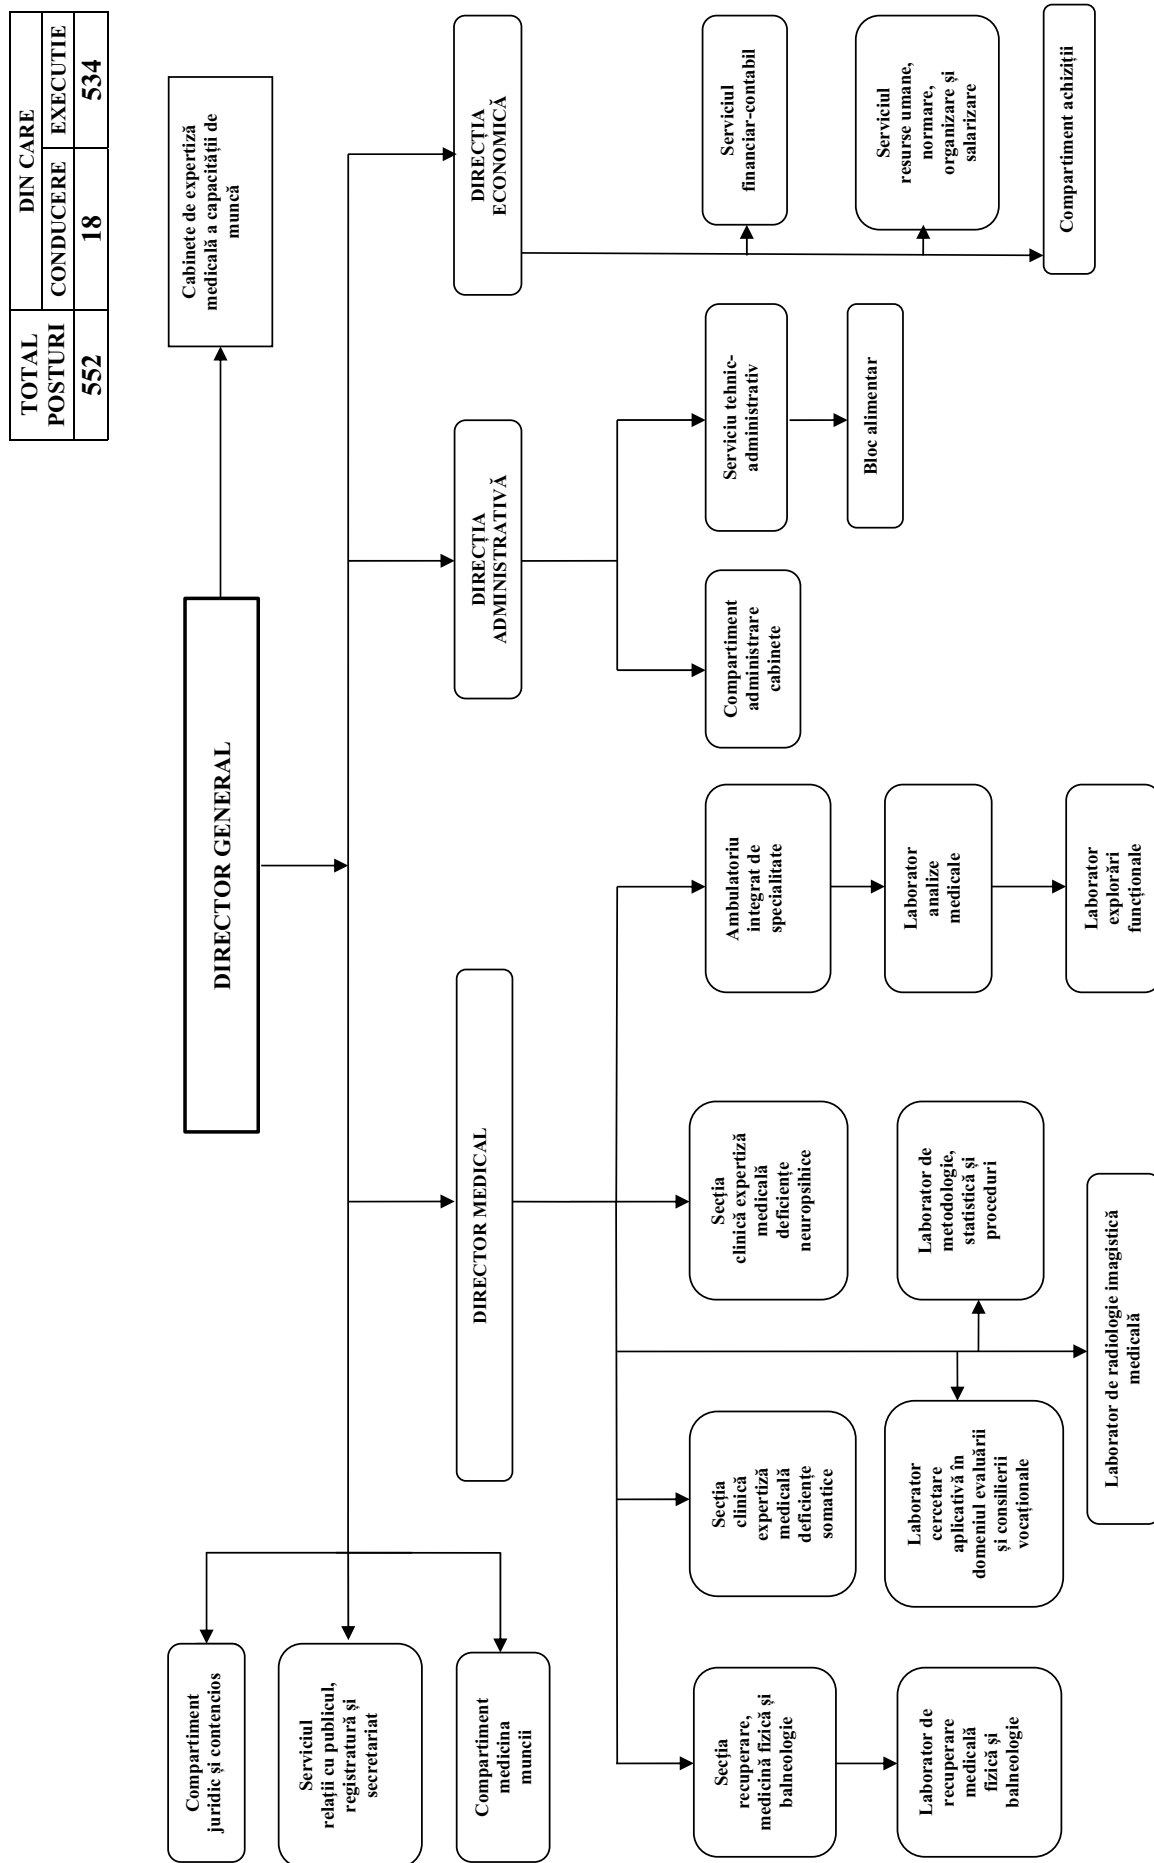 TOTAL
POSTURI
DIN CARE
CONDUCERE
EXECUTIE
552
18
534
DIRECTOR GENERAL
Cabinete de expertiză
medicală a capacității de
muncă
Compartiment
juridic și contencios
Serviciul
relații cu publicul,
registratură și
secretariat
Compartiment
medicina
muncii
DIRECTOR MEDICAL
DIRECȚIA
ADMINISTRATIVĂ
DIRECȚIA
ECONOMICĂ
Secția
recuperare,
medicină fizică și
balneologie
Secția
clinică
expertiză
medicală
deficiențe
somatice
Secția
clinică expertiză
medicală
deficiențe
neuropsihice
Ambulatoriu
integrat de
specialitate
Compartiment
administrare
cabinete
Serviciu tehnic-
administrativ
Serviciul
financiar-contabil
Laborator de
recuperare
medicală
fizică și
balneologie
Laborator
cercetare
aplicativă în
domeniul evaluării
și consilierii
vocaționale
Laborator de
metodologie,
statistică și
proceduri
Laborator
analize
medicale
Bloc alimentar
Serviciul
resurse umane,
normare,
organizare și
salarizare
Laborator de radiologie imagistică
medicală
Laborator
explorări
funcționale
Compartiment achiziții